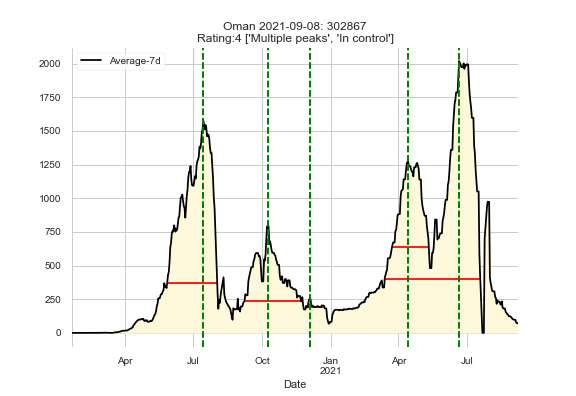 Oman 2021-09-08: 302867
Rating:4 ['Multiple peaks', 'In control']
Average-7d
2000
1750
1500
1250
1000
750
500
250
0
Apr Jul Oct Jan Apr Jul
2021
Date